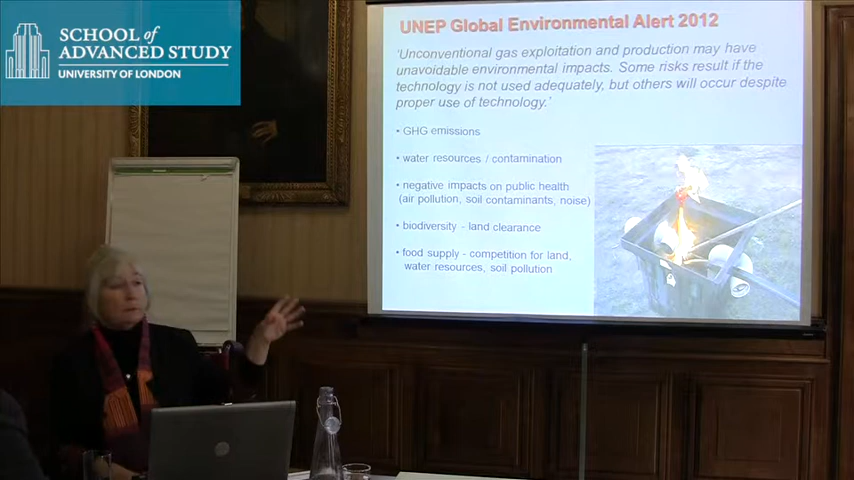 SCHOOL of
ADVANCED STUDY
UNIVERSITY OF LONDON
UNEP Global Environmental Alert 2012
'Unconventional gas exploitation and production may have
unavoidable environmental impacts. Some risks result if the
technology is not used adequately, but others will occur despite
proper use of technology.'
• GHG emissions
• water resources / contamination
• negative impacts on public health
(air pollution, soil contaminants, noise)
• biodiversity - land clearance
• food supply - competition for land,
water resources, soil pollution